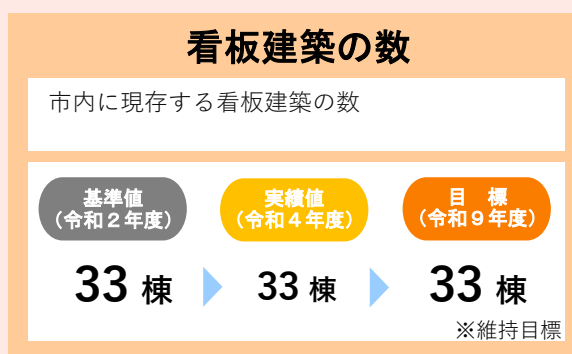 看板建築の数
市内に現存する看板建築の数
基準値
（令和２年度）
実績値
（令和４年度）
目　標
（令和９年度）
33 棟
33 棟
33 棟
※維持目標